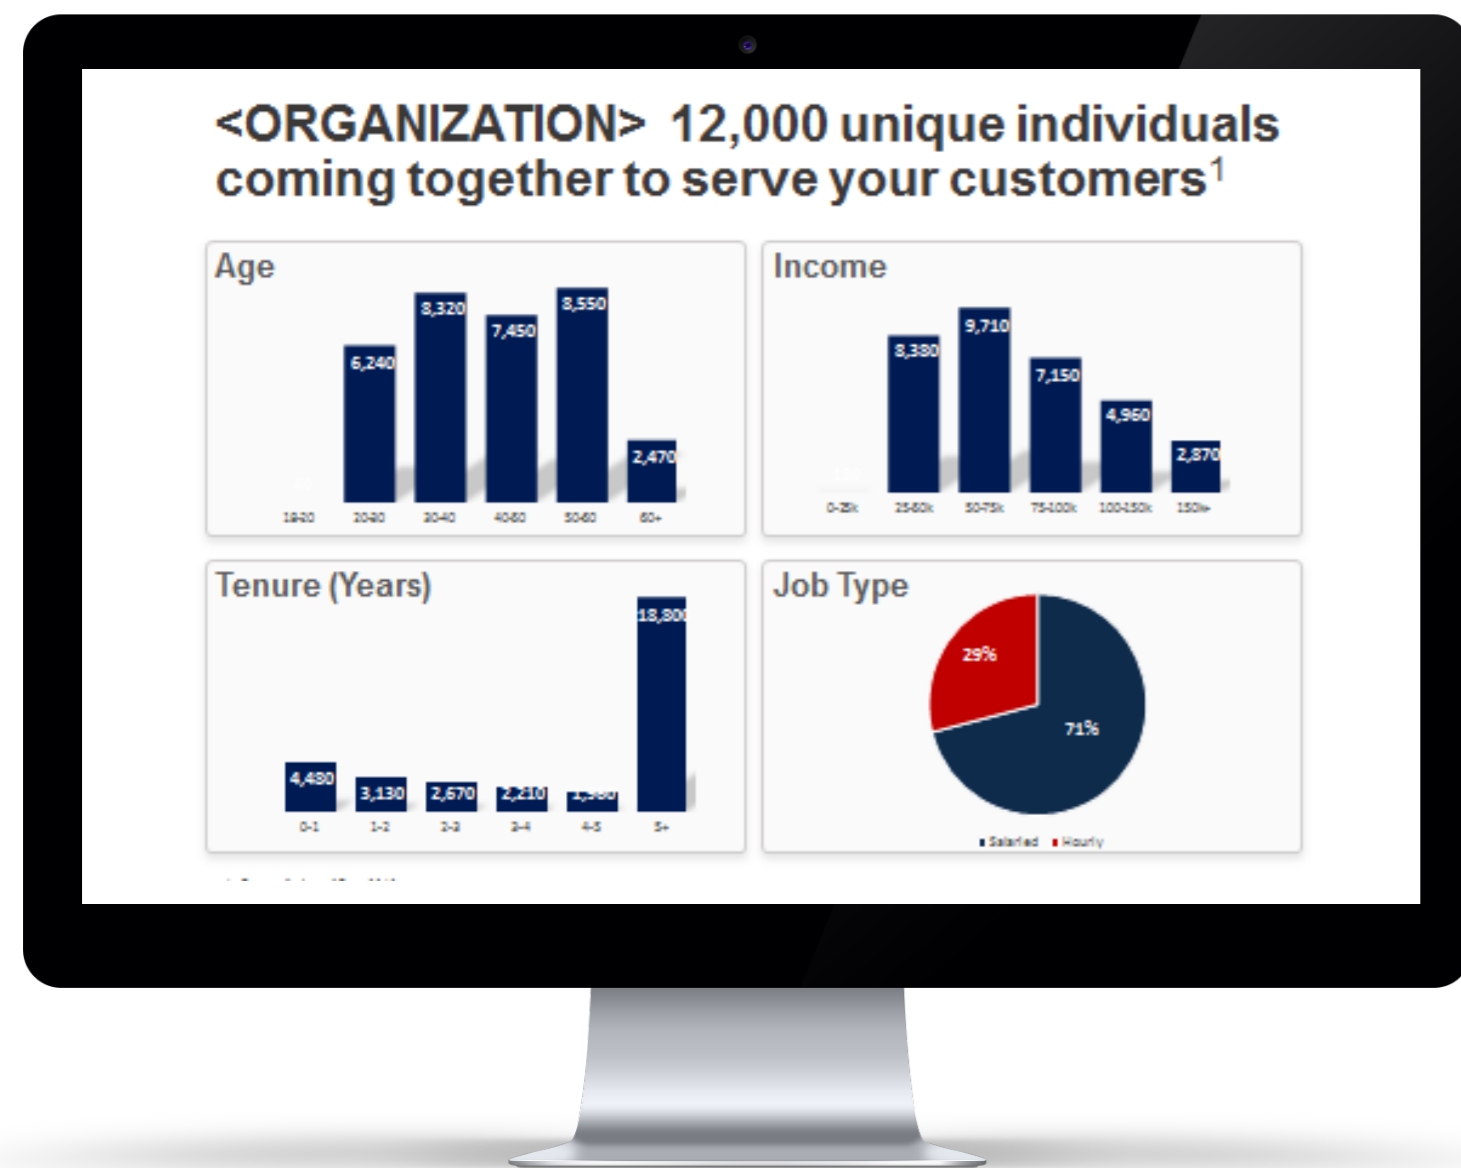 <ORGANIZATION> 12,000 unique individuals
coming together to serve your customers1
Age
8,320
8,550
7,450
6,240
2,470
18-20 20-30 30-40 40-50 50-60 60+
Income
9,710
8,380
7,150
4,960
2,870
0-25k 25-50k 50-75k 75-100k 100-150k 150k+
Tenure (Years)
18,800
4,480
3,130 2,670 2,210
0-1 1-2 2-3 3-4 4-5 5+
Job Type
29%
71%
Salaried Hourly